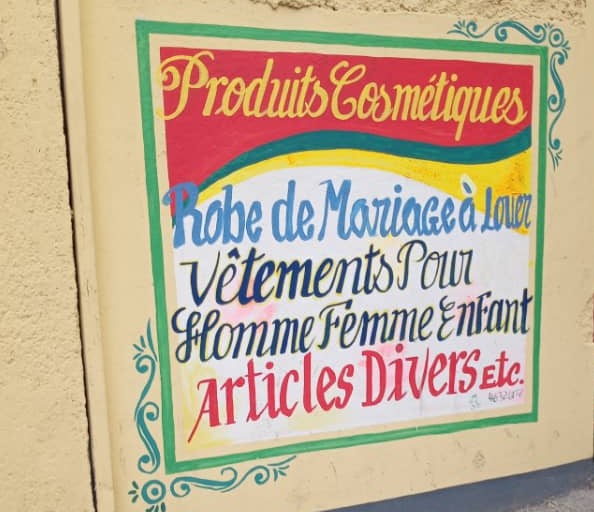 Produits Cosmétiques
Robe de Mariage à Louer
Vêtements Pour
Homme Femme Enfant
Articles Divers Etc.